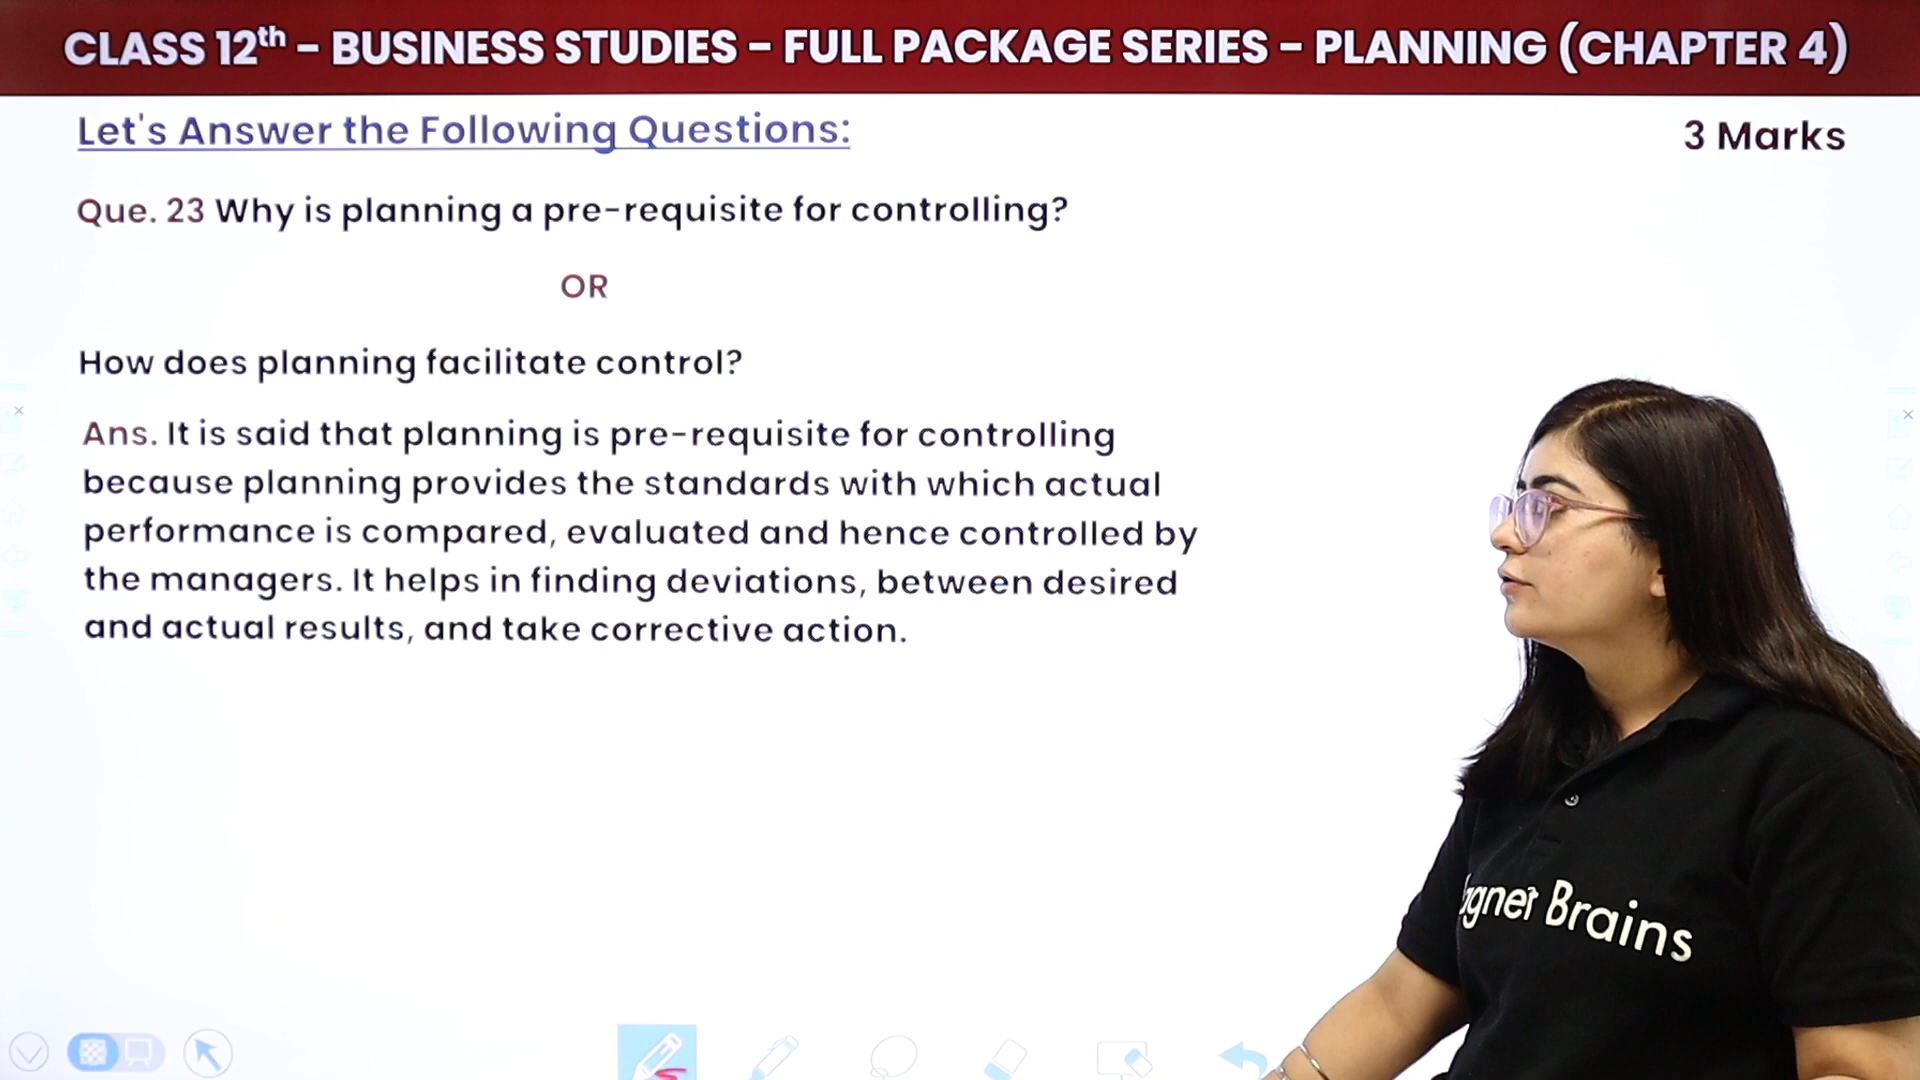 CLASS 12th – BUSINESS STUDIES – FULL PACKAGE SERIES – PLANNING (CHAPTER 4)
Let's Answer the Following Questions:
3 Marks
Que. 23 Why is planning a pre-requisite for controlling?
OR
How does planning facilitate control?
Ans. It is said that planning is pre-requisite for controlling
because planning provides the standards with which actual
performance is compared, evaluated and hence controlled by
the managers. It helps in finding deviations, between desired
and actual results, and take corrective action.
agnet Brains